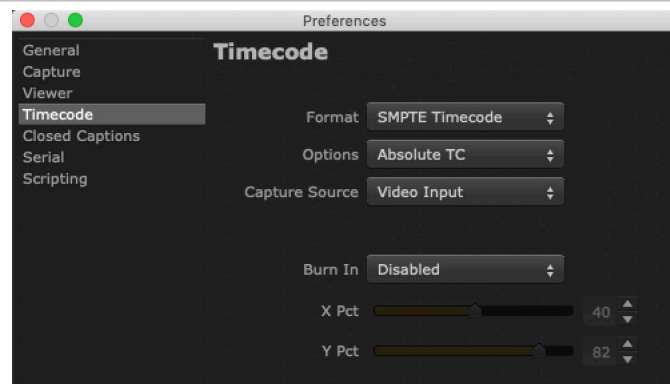 Preferences
General
Capture
Viewer
Timecode
Closed Captions
Serial
Scripting
Timecode
Format SMPTE Timecode
Options Absolute TC
Capture Source Video Input
Burn In Disabled
X Pct 40
Y Pct 82